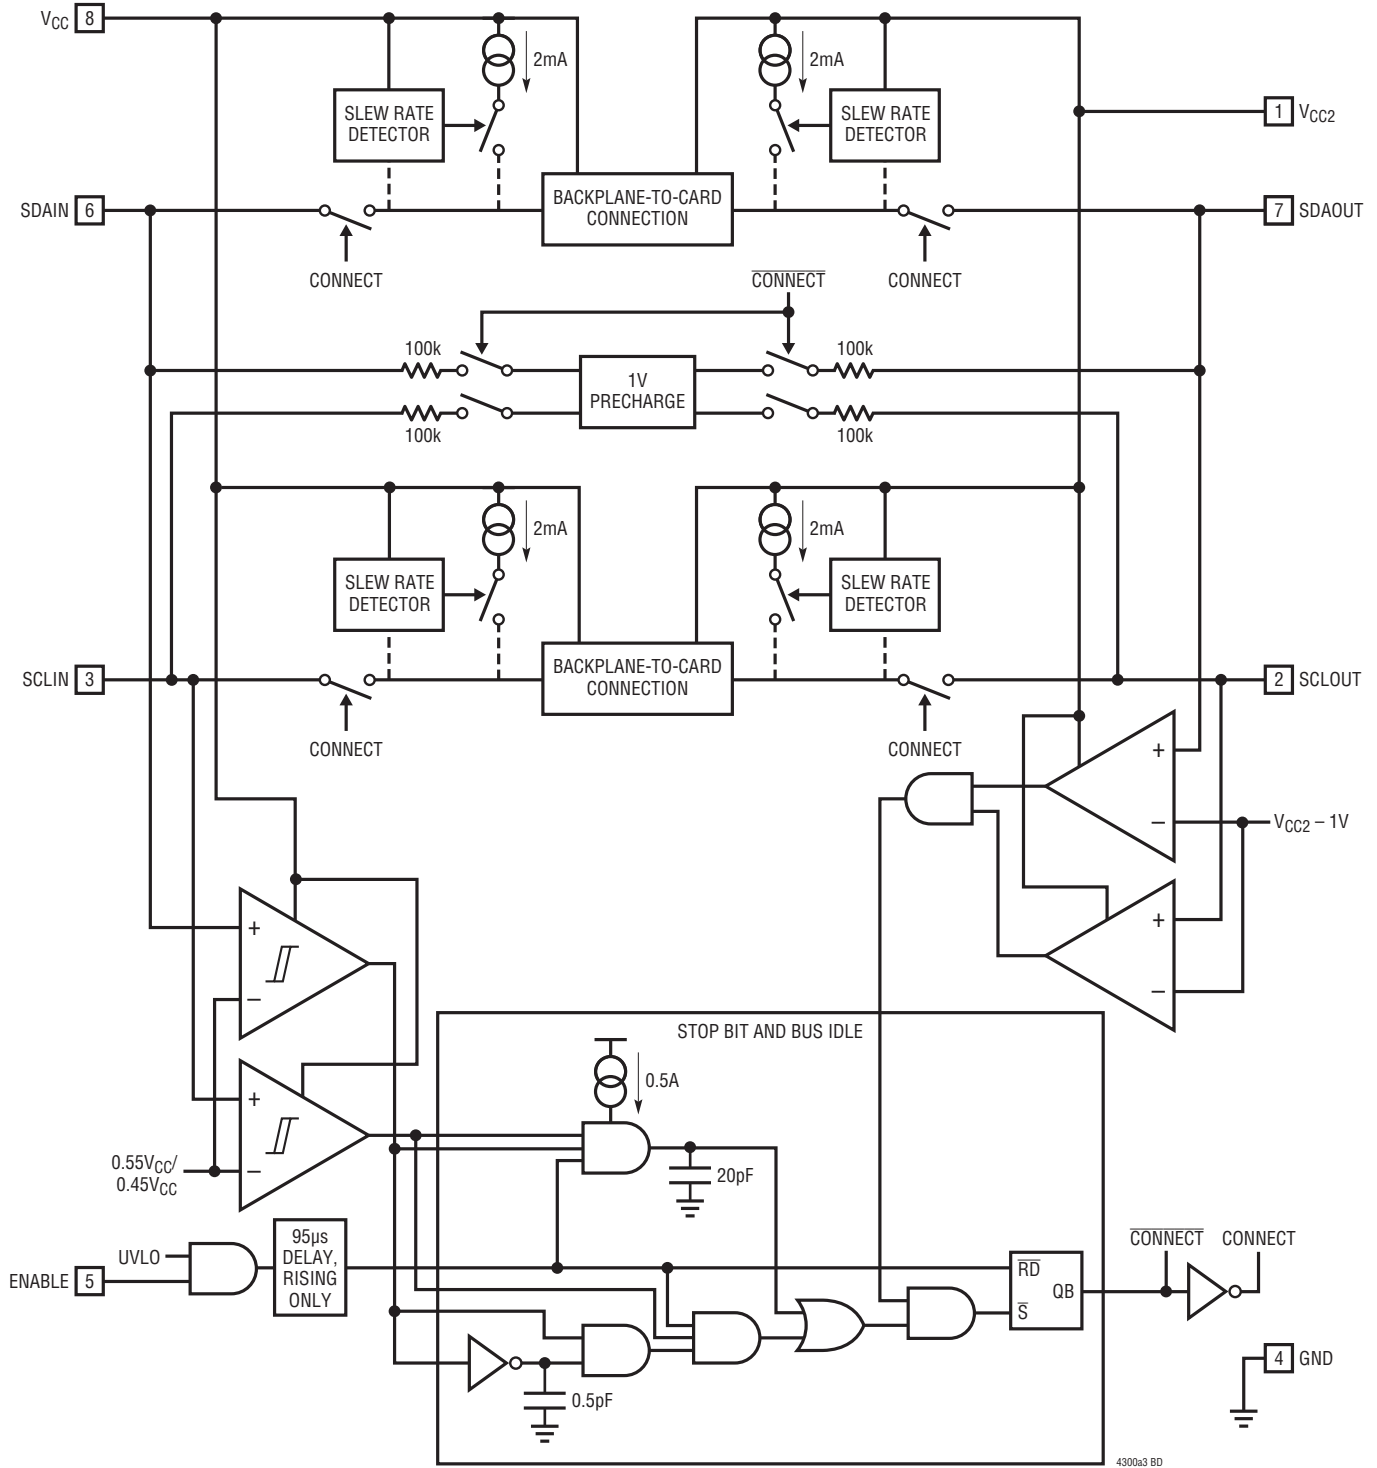 VCC 8
2mA
2mA
SLEW RATE
DETECTOR
SLEW RATE
DETECTOR
1 VCC2
SDAIN 6
BACKPLANE-TO-CARD
CONNECTION
7 SDAOUT
CONNECT
CONNECT
CONNECT
100k
100k
1V
PRECHARGE
100k
100k
2mA
2mA
SLEW RATE
DETECTOR
SLEW RATE
DETECTOR
SCLIN 3
BACKPLANE-TO-CARD
CONNECTION
2 SCLOUT
CONNECT
CONNECT
+
–
VCC2 – 1V
+
–
+
–
STOP BIT AND BUS IDLE
0.5A
+
–
0.55VCC/
0.45VCC
20pF
UVLO
ENABLE 5
95µs
DELAY,
RISING
ONLY
RD
QB
S
CONNECT
CONNECT
4 GND
0.5pF
4300a3 BD